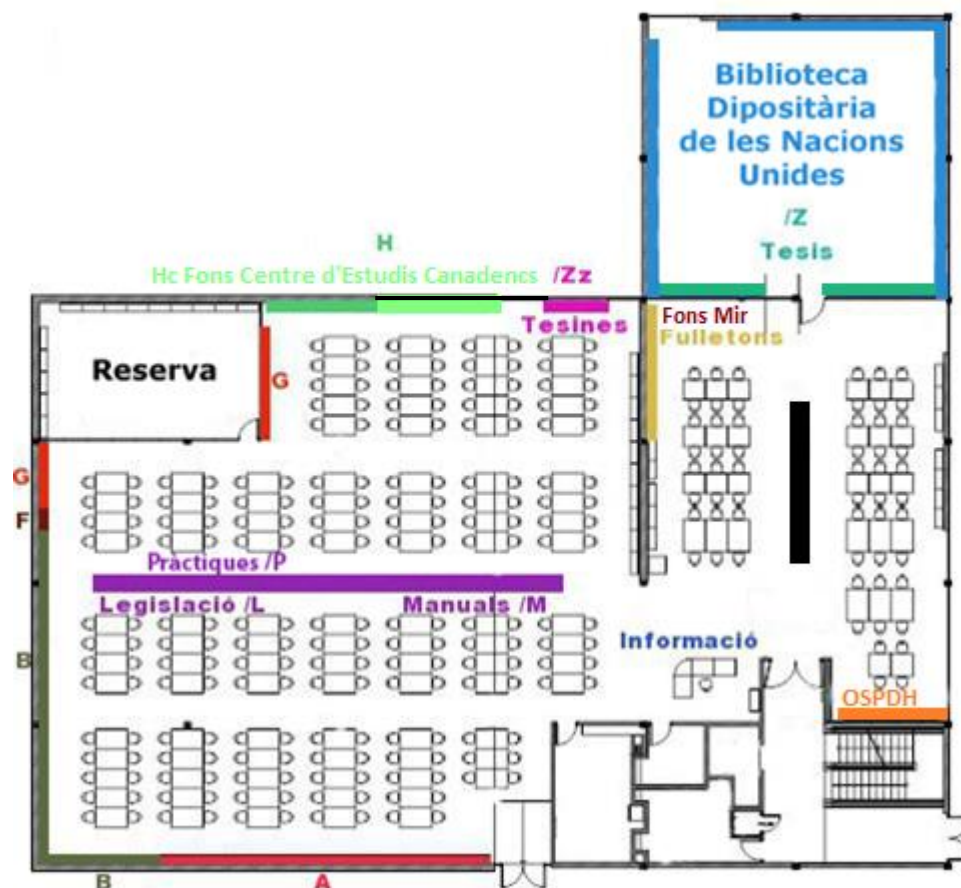 Biblioteca
Dipositària
de les Nacions
Unides
/Z
Tesis
H
Hc Fons Centre d'Estudis Canadencs /Zz
Tesines
Fons Mir
Fulletons
Reserva
G
G
F
Pràctiques /P
Legislació /L
Manuals /M
B
Informació
OSPDH
B
A